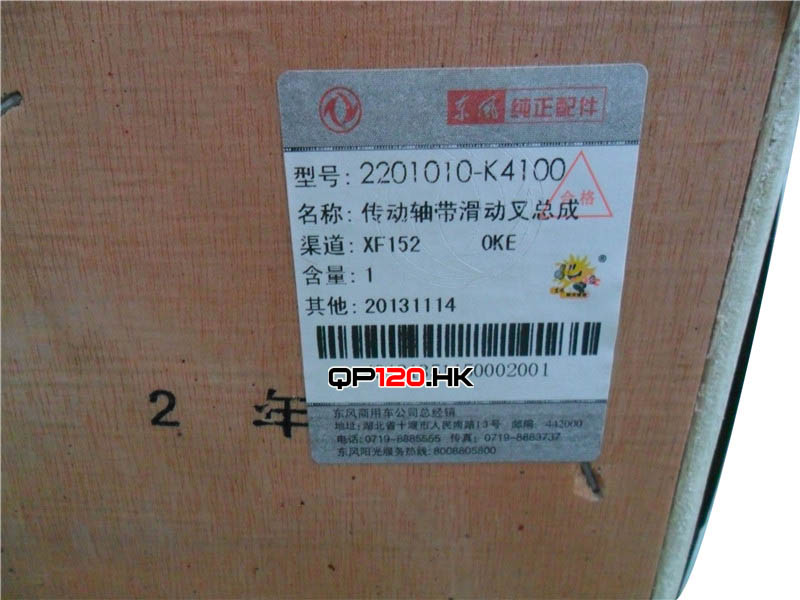 东风 纯正配件
型号: 2201010-K4100
合格
名称: 传动轴带滑动叉总成
渠道: XF152 0KE
含量: 1
®
其他: 20131114
0002001
QP120.HK
2 年
东风商用车公司总经销
地址:湖北省十堰市人民南路13号 邮编 442000
电话:0719-8885555 传真: 0719-8883737
东风阳光服务热线:8008805800